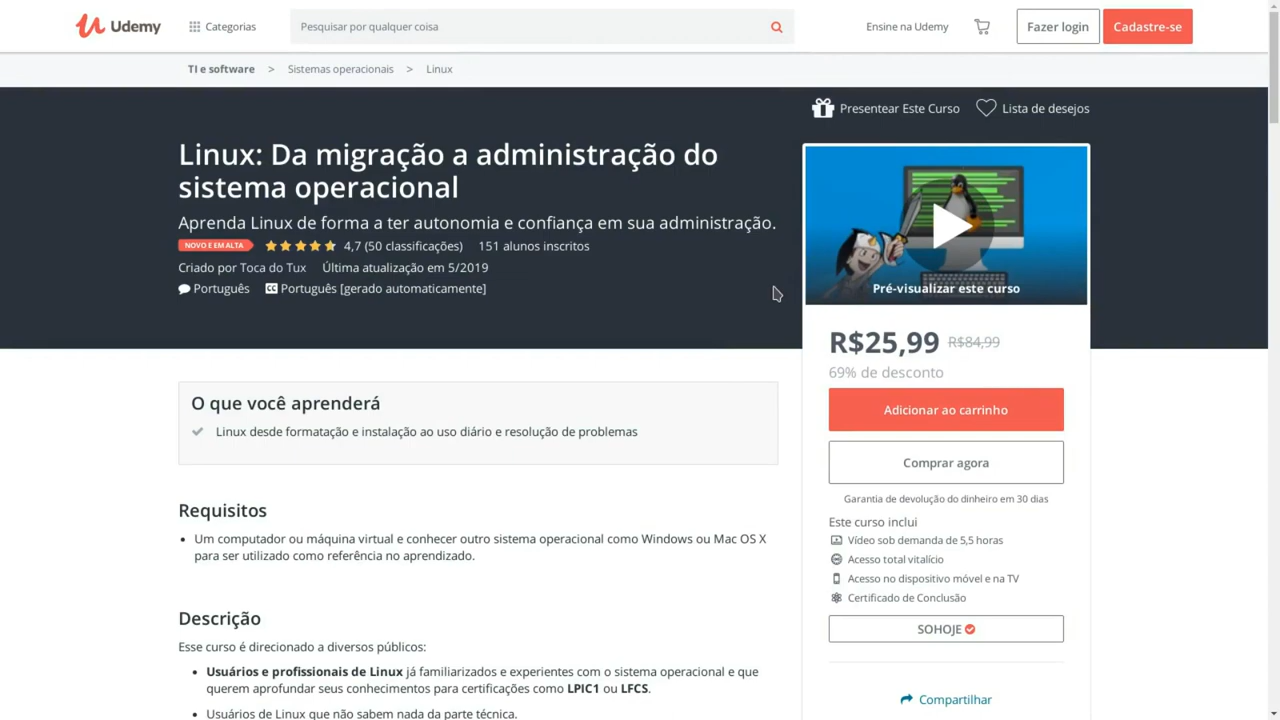 Udemy
Categorias
Pesquisar por qualquer coisa
Ensine na Udemy
Fazer login
Cadastre-se
TI e software > Sistemas operacionais > Linux
Presentear Este Curso
Lista de desejos
Linux: Da migração a administração do
sistema operacional
Aprenda Linux de forma a ter autonomia e confiança em sua administração.
NOVO E EM ALTA 4,7 (50 classificações) 151 alunos inscritos
Criado por Toca do Tux Última atualização em 5/2019
Português CC Português [gerado automaticamente]
Pré-visualizar este curso
R$25,99 R$84,99
69% de desconto
Adicionar ao carrinho
Comprar agora
Garantia de devolução do dinheiro em 30 dias
Este curso inclui
Vídeo sob demanda de 5,5 horas
Acesso total vitalício
Acesso no dispositivo móvel e na TV
Certificado de Conclusão
SOHOJE
Compartilhar
O que você aprenderá
Linux desde formatação e instalação ao uso diário e resolução de problemas
Requisitos
• Um computador ou máquina virtual e conhecer outro sistema operacional como Windows ou Mac OS X
para ser utilizado como referência no aprendizado.
Descrição
Esse curso é direcionado a diversos públicos:
• Usuários e profissionais de Linux já familiarizados e experientes com o sistema operacional e que
querem aprofundar seus conhecimentos para certificações como LPIC1 ou LFCS.
• Usuários de Linux que não sabem nada da parte técnica.